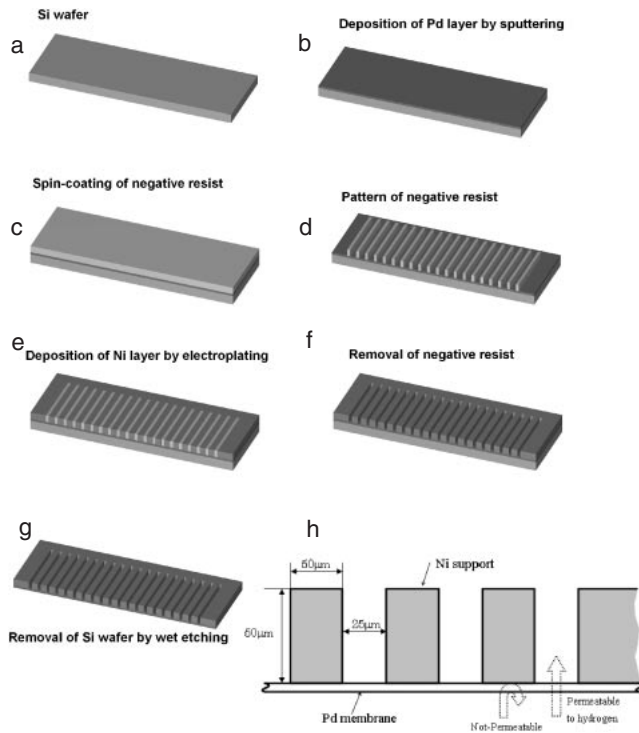 Si wafer
a
Deposition of Pd layer by sputtering
b
Spin-coating of negative resist
c
Pattern of negative resist
d
e
Deposition of Ni layer by electroplating
f
Removal of negative resist
g
Removal of Si wafer by wet etching
h
50μm
Ni support
50μm
25μm
Pd membrane
Not-Permeatable
Permeatable
to hydrogen